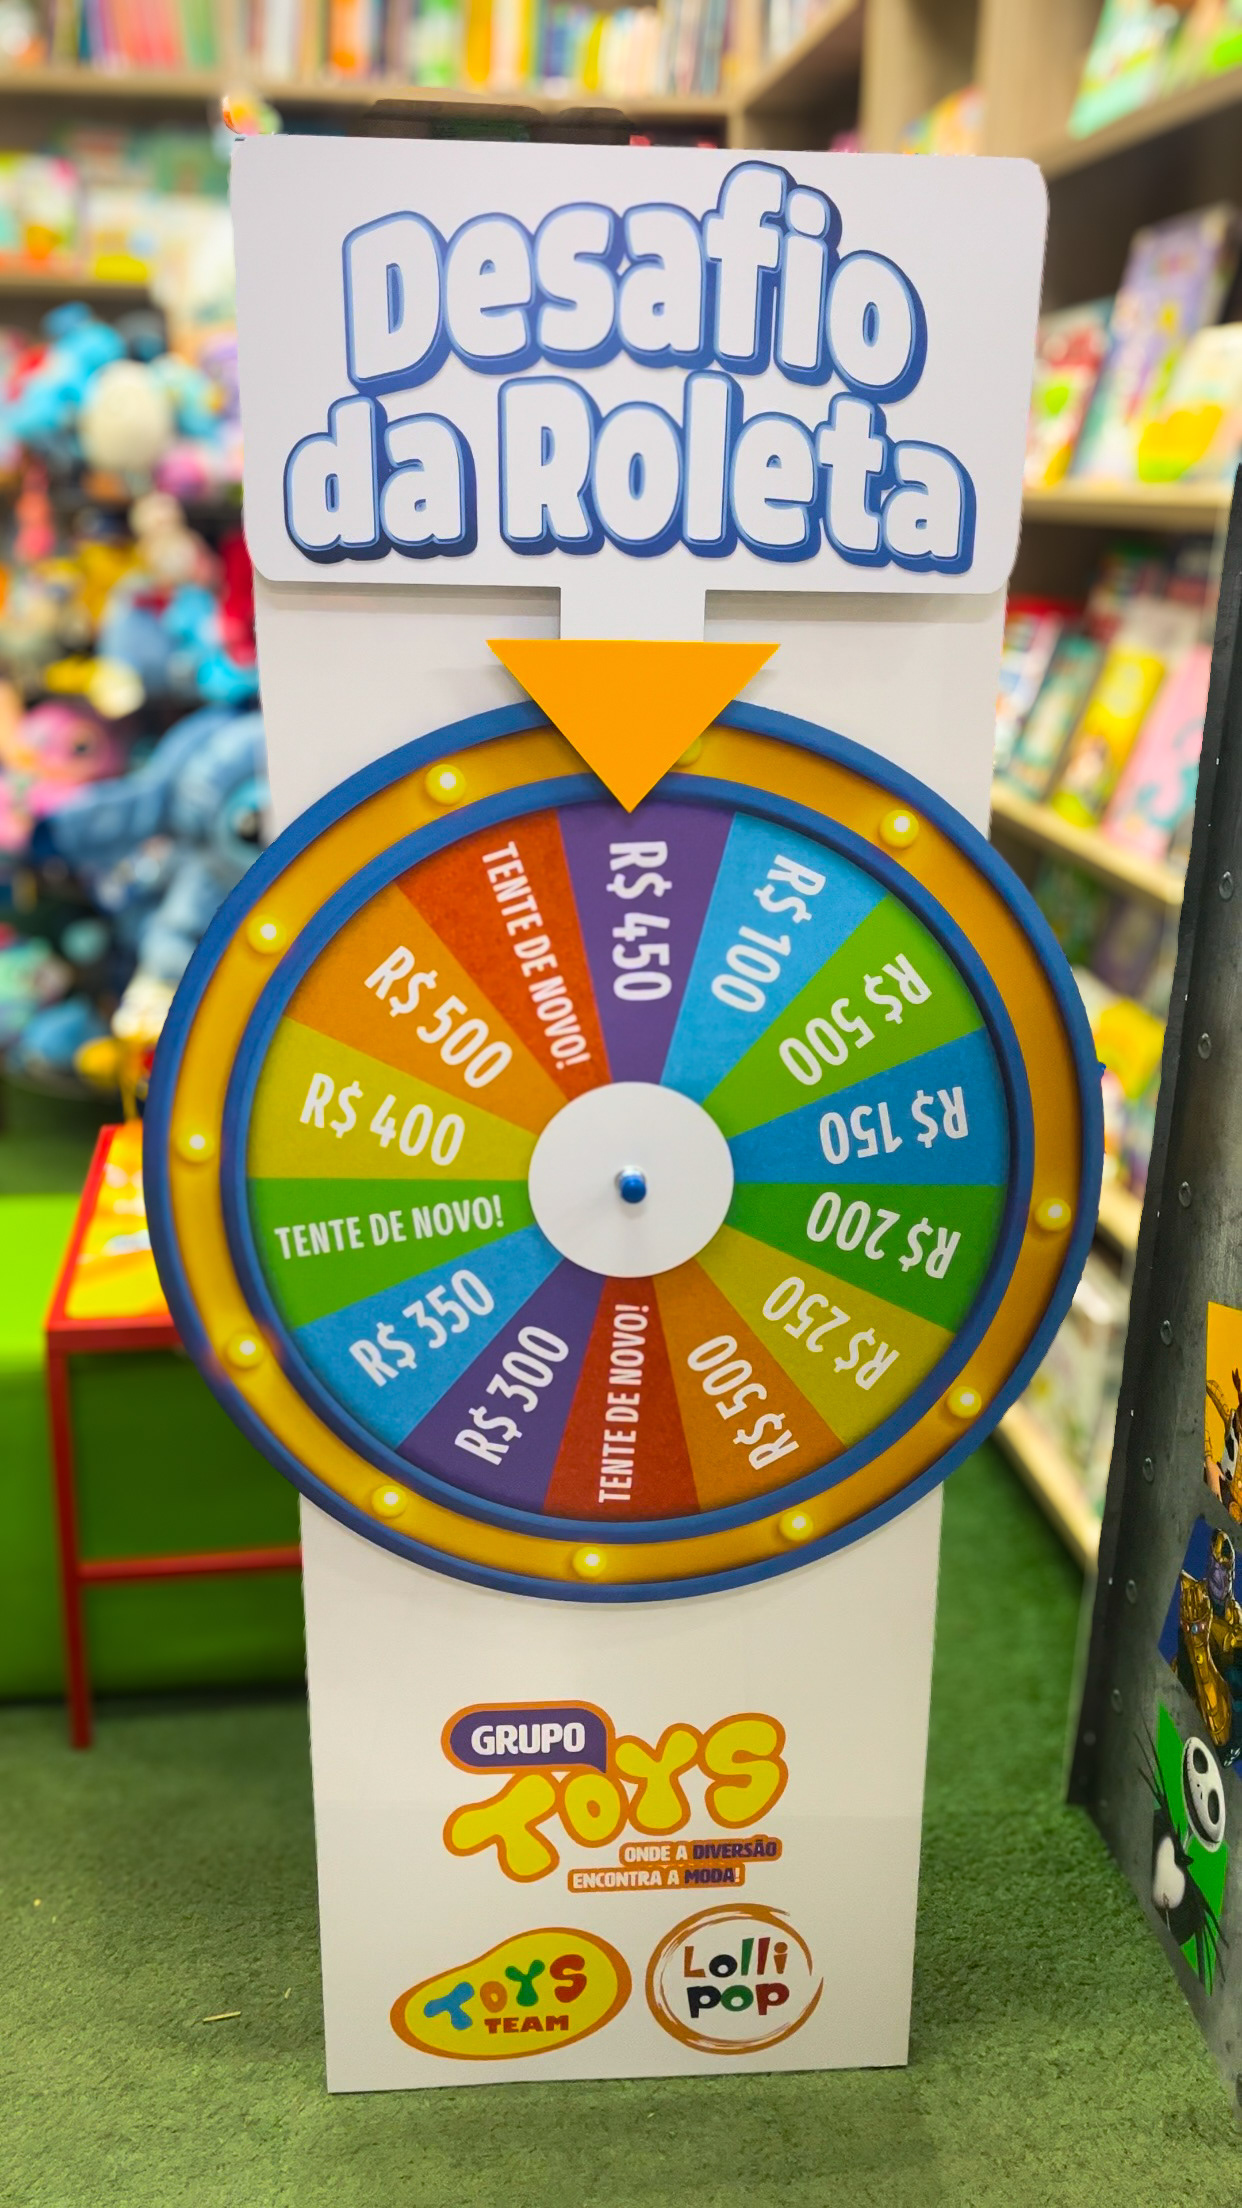 Desafio
da Roleta
R$ 450
R$ 100
R$ 500
R$ 150
R$ 200
R$ 250
R$ 500
TENTE DE NOVO!
R$ 300
R$ 350
TENTE DE NOVO!
R$ 400
R$ 500
TENTE DE NOVO!
GRUPO
TOYS
ONDE A DIVERSÃO
ENCONTRA A MODA!
TOYS
TEAM
Lolli
pop